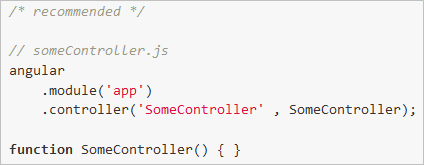 /* recommended */

// someController.js
angular
    .module('app')
    .controller('SomeController' , SomeController);

function SomeController() { }